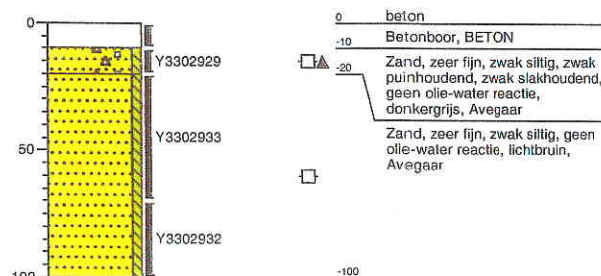 0
beton
-10
Betonboor, BETON
-20
Zand, zeer fijn, zwak siltig, zwak
puinhoudend, zwak slakhoudend,
geen olie-water reactie,
donkergrijs, Avegaar
Zand, zeer fijn, zwak siltig, geen
olie-water reactie, lichtbruin,
Avegaar
-100
0
Y3302929
Y3302933
50
Y3302932
100